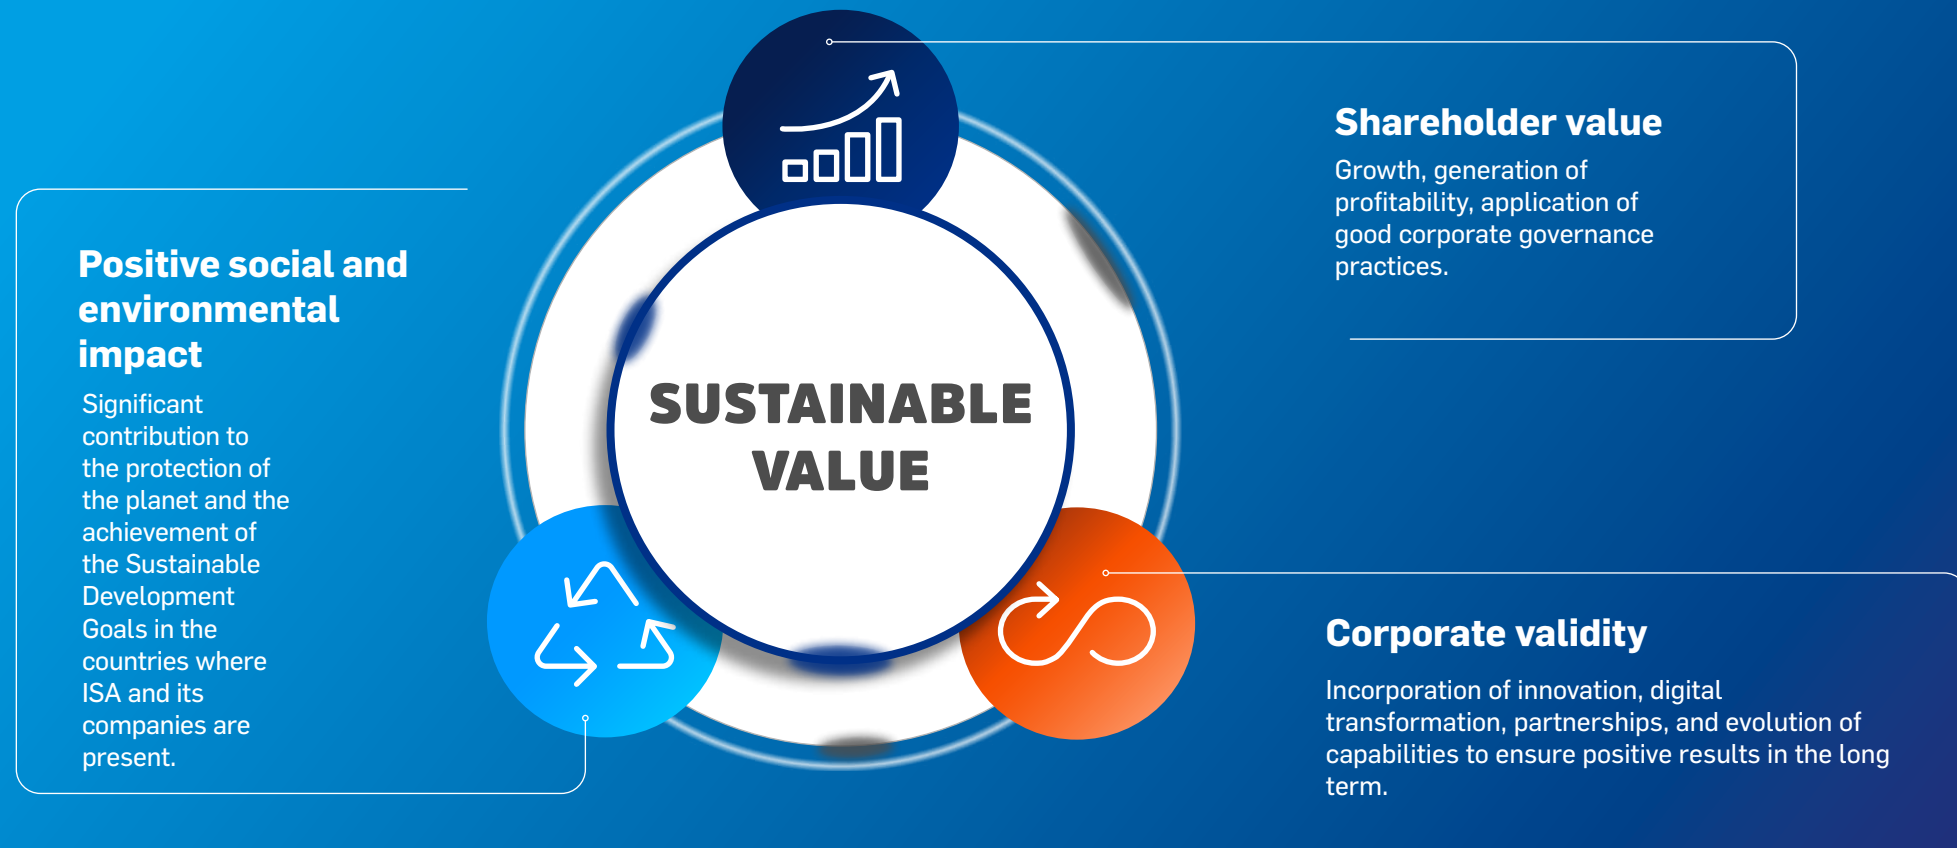 Shareholder value
Growth, generation of
profitability, application of
good corporate governance
practices.
Positive social and
environmental
impact
Significant
contribution to
the protection of
the planet and the
achievement of
the Sustainable
Development
Goals in the
countries where
ISA and its
companies are
present.
SUSTAINABLE
VALUE
Corporate validity
Incorporation of innovation, digital
transformation, partnerships, and evolution of
capabilities to ensure positive results in the long
term.